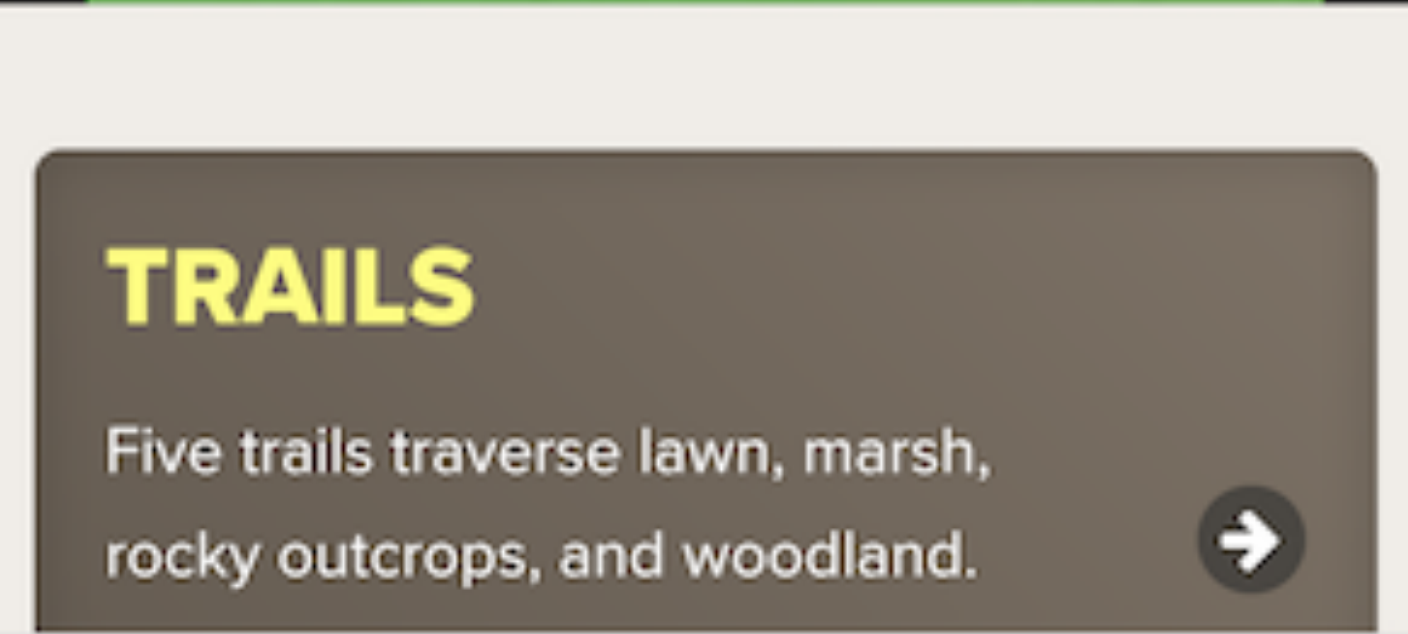 TRAILS
Five trails traverse lawn, marsh,
rocky outcrops, and woodland.